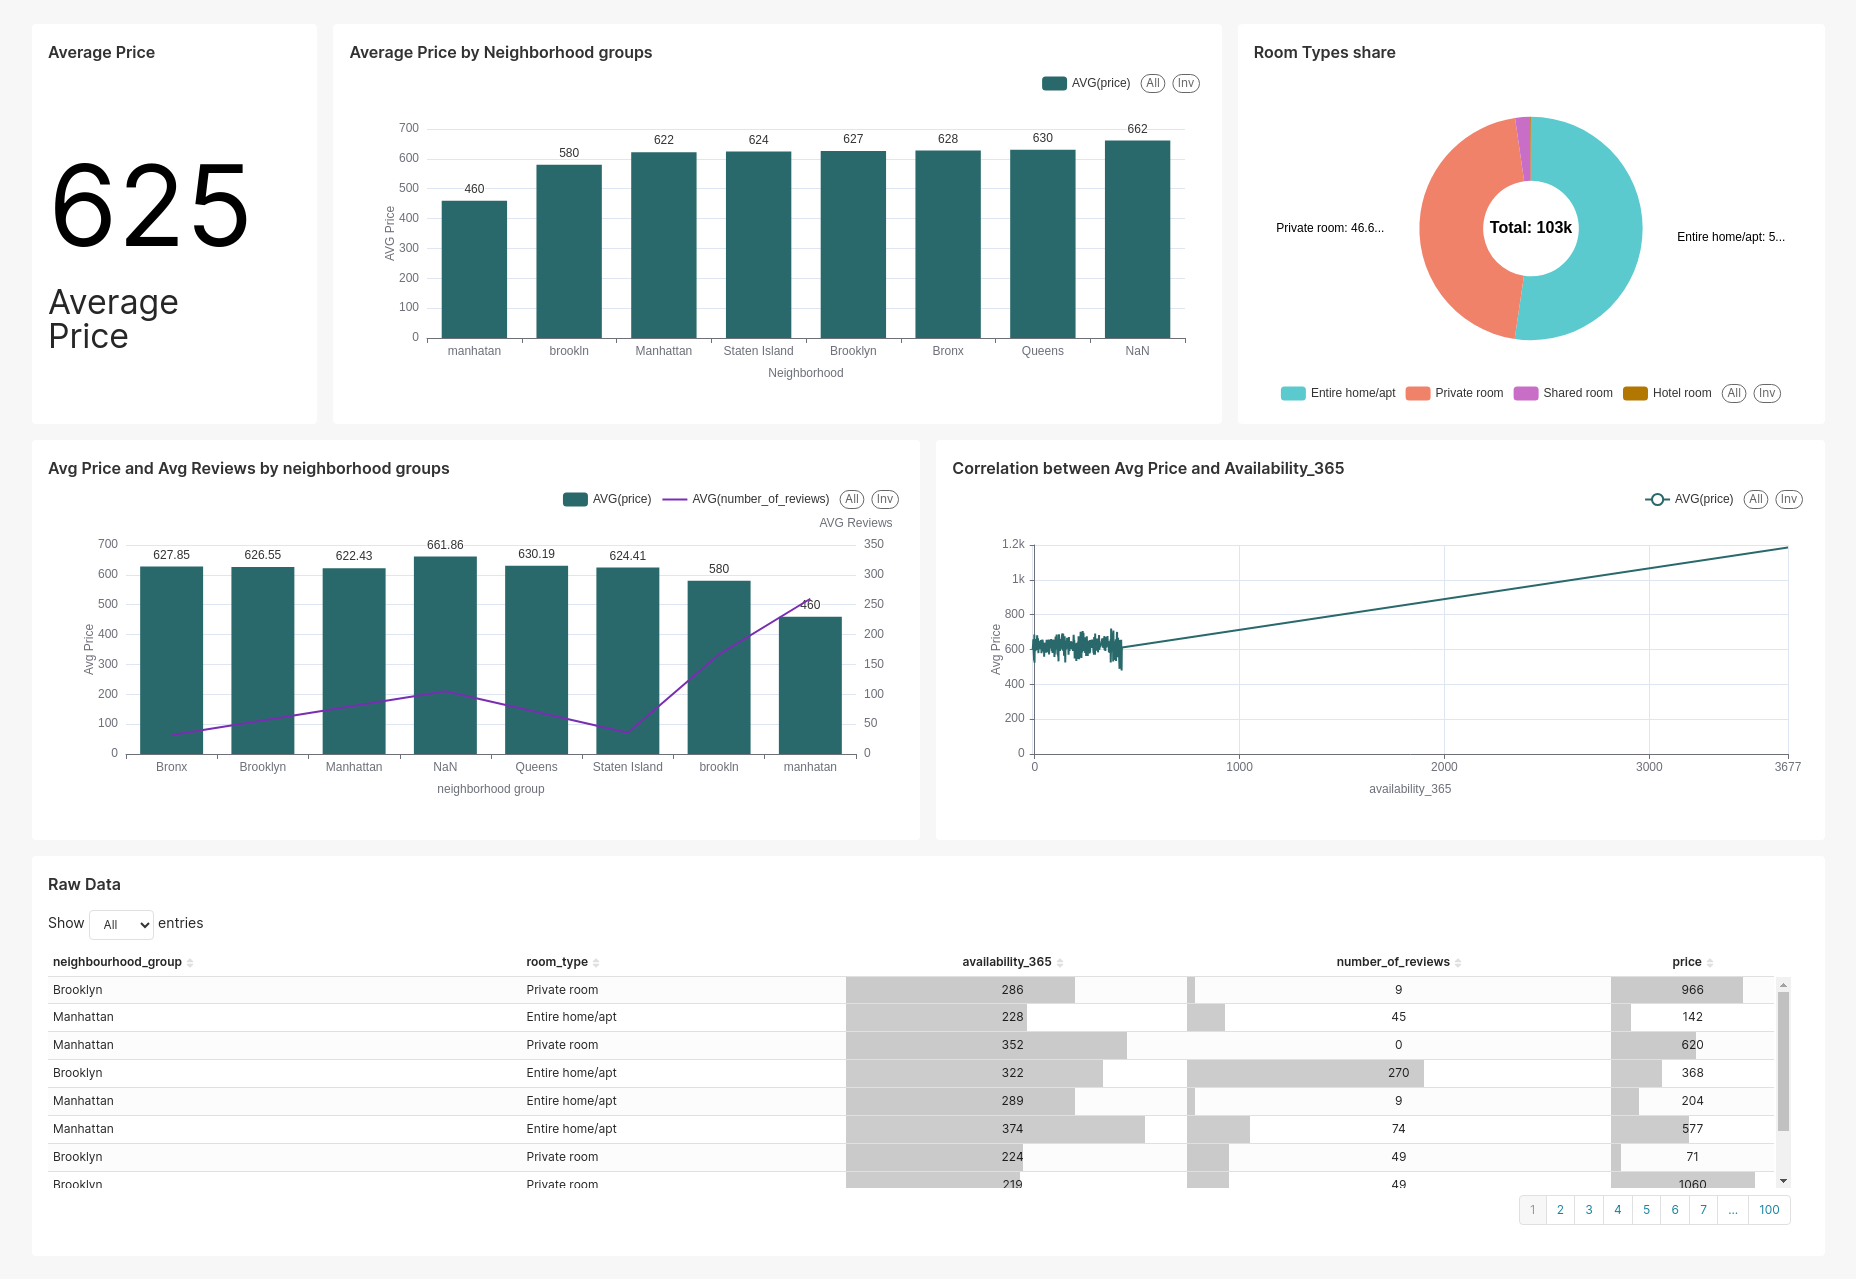 Average Price
625
Average
Price
Average Price by Neighborhood groups
AVG(price) All Inv
700
600
500
400
300
200
100
0
AVG Price
460 580 622 624 627 628 630 662
manhatan brookln Manhattan Staten Island Brooklyn Bronx Queens NaN
Neighborhood
Room Types share
Private room: 46.6...
Total: 103k
Entire home/apt: 5...
Entire home/apt Private room Shared room Hotel room All Inv
Avg Price and Avg Reviews by neighborhood groups
AVG(price) AVG(number_of_reviews) All Inv
AVG Reviews
700
600
500
400
300
200
100
0
Avg Price
627.85 626.55 622.43 661.86 630.19 624.41 580 460
350
300
250
200
150
100
50
0
Bronx Brooklyn Manhattan NaN Queens Staten Island brookln manhatan
neighborhood group
Correlation between Avg Price and Availability_365
AVG(price) All Inv
1.2k
1k
800
600
400
200
0
Avg Price
0 1000 2000 3000 3677
availability_365
Raw Data
Show All entries
neighbourhood_group room_type availability_365 number_of_reviews price
Brooklyn Private room 286 9 966
Manhattan Entire home/apt 228 45 142
Manhattan Private room 352 0 620
Brooklyn Entire home/apt 322 270 368
Manhattan Entire home/apt 289 9 204
Manhattan Entire home/apt 374 74 577
Brooklyn Private room 224 49 71
Brooklyn Private room 219 49 1060
1 2 3 4 5 6 7 ... 100